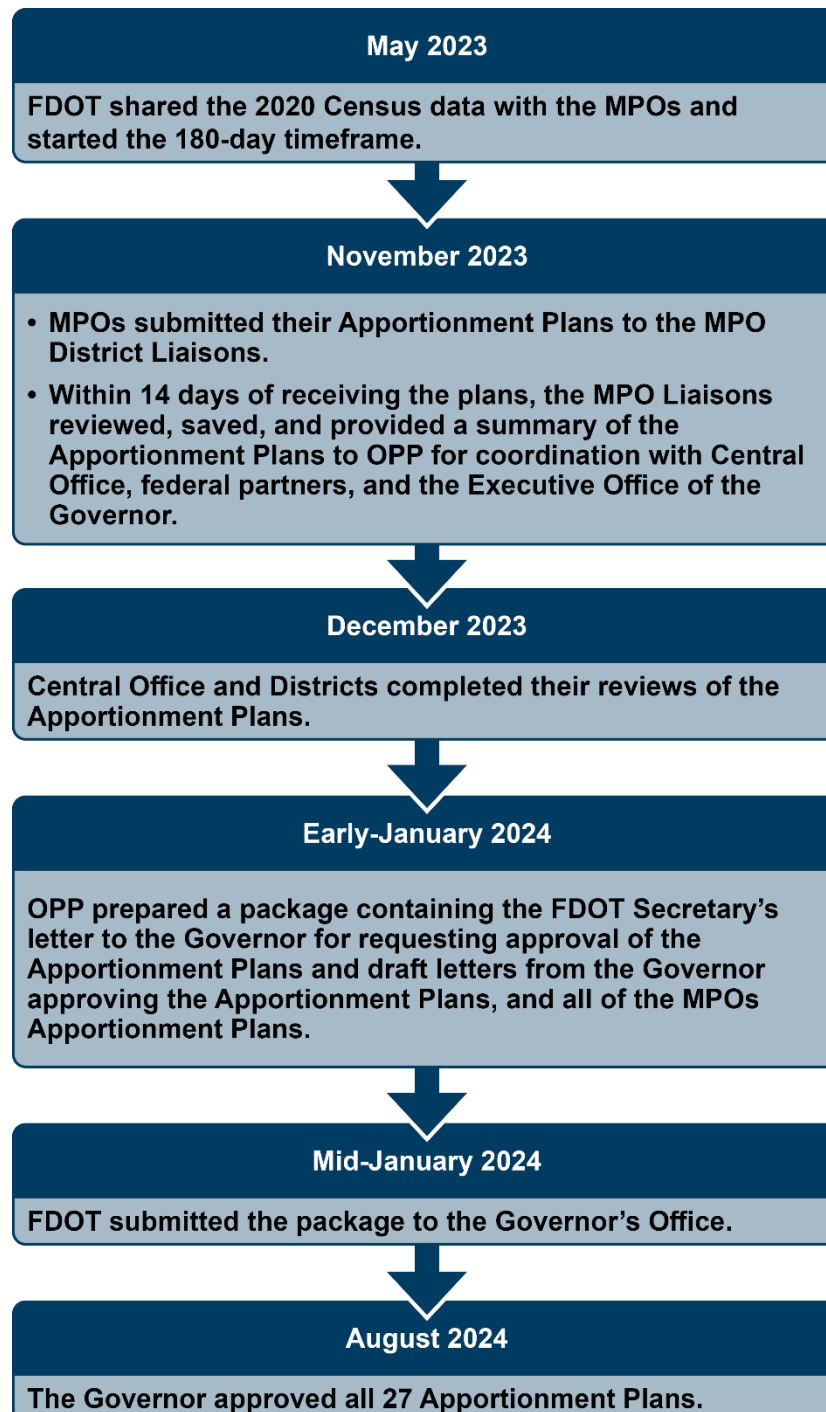 May 2023
FDOT shared the 2020 Census data with the MPOs and
started the 180-day timeframe.
November 2023
• MPOs submitted their Apportionment Plans to the MPO
District Liaisons.
• Within 14 days of receiving the plans, the MPO Liaisons
reviewed, saved, and provided a summary of the
Apportionment Plans to OPP for coordination with Central
Office, federal partners, and the Executive Office of the
Governor.
December 2023
Central Office and Districts completed their reviews of the
Apportionment Plans.
Early-January 2024
OPP prepared a package containing the FDOT Secretary’s
letter to the Governor for requesting approval of the
Apportionment Plans and draft letters from the Governor
approving the Apportionment Plans, and all of the MPOs
Apportionment Plans.
Mid-January 2024
FDOT submitted the package to the Governor’s Office.
August 2024
The Governor approved all 27 Apportionment Plans.